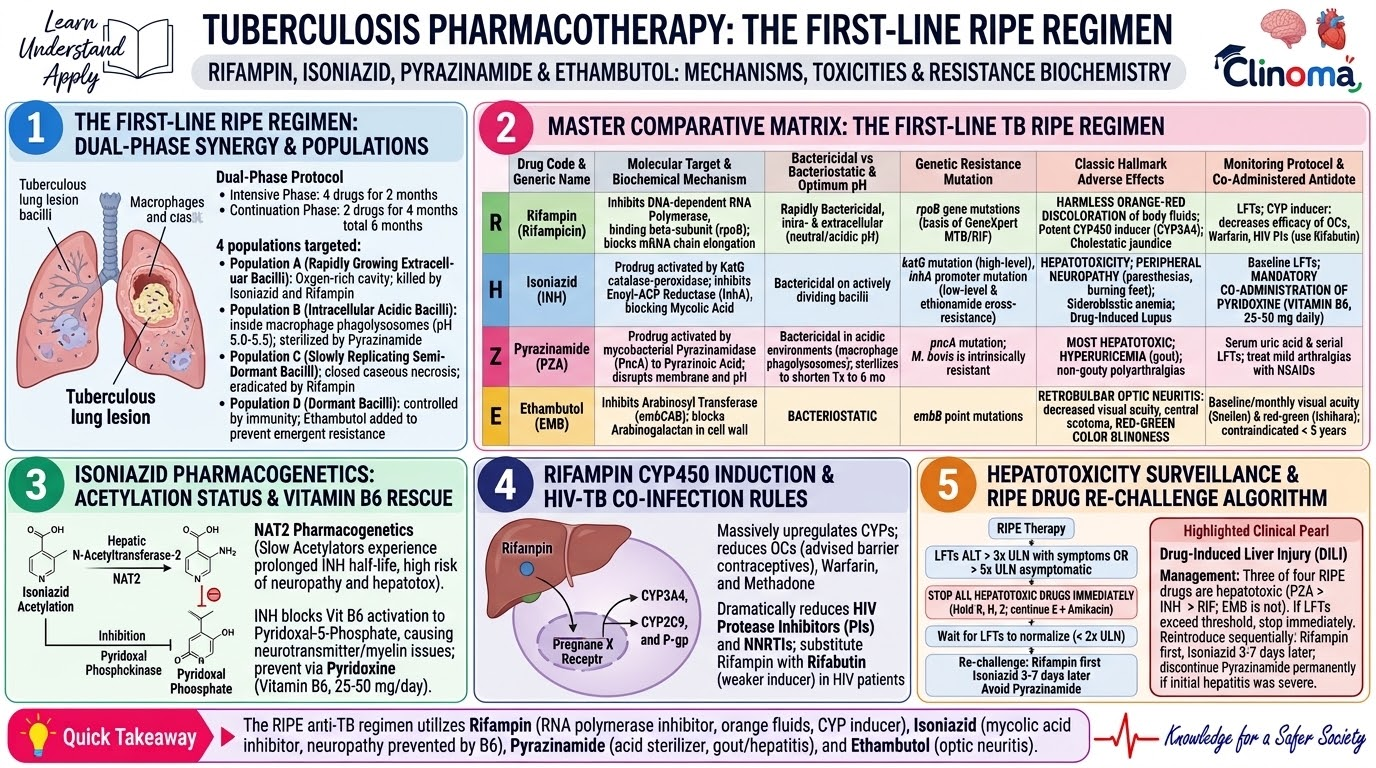 Learn
Understand
Apply
TUBERCULOSIS PHARMACOTHERAPY: THE FIRST-LINE RIPE REGIMEN
RIFAMPIN, ISONIAZID, PYRAZINAMIDE & ETHAMBUTOL: MECHANISMS, TOXICITIES & RESISTANCE BIOCHEMISTRY
Clinoma
1
THE FIRST-LINE RIPE REGIMEN:
DUAL-PHASE SYNERGY & POPULATIONS
Tuberculous
lung lesion
bacilli
Macrophages
and
Tuberculous
lung lesion
Dual-Phase Protocol
• Intensive Phase: 4 drugs for 2 months
• Continuation Phase: 2 drugs for 4 months
total 6 months
4 populations targeted:
• Population A (Rapidly Growing Extracell-
uar Bacilli): Oxgen-rich cavity; killed by
Isoniazid and Rifampin
• Population B (Intracellular Acidic Bacilli):
inside macrophage phagolysosomes (pH
5.0-5.5); sterilized by Pyrazinamide
• Population C (Slowly Replicating Semi-
Dormant Bacilli): closed caseous necrosis;
eradicated by Rifampin
• Population D (Dormant Bacilli): controlled
by immunity; Ethambutol added to
prevent emergent resistance
2
MASTER COMPARATIVE MATRIX: THE FIRST-LINE TB RIPE REGIMEN
Drug Code &
Generic Name
Molecular Target &
Biochemical Mechanism
Bactericidal vs
Bacteriostatic &
Optimum pH
Genetic Resistance
Mutation
Classic Hallmark
Adverse Effects
Monitoring Protocol &
Co-Administered Antidote
R
Rifampin
(Rifampicin)
Inhibits DNA-dependent RNA
Polymerase,
binding beta-subunit (rpoB);
blocks mRNA chain elongation
Rapidly Bactericidal,
inira- & extracellular
(neutral/acidic pH)
rpoB gene mutations
(basis of GeneXpert
MTB/RIF)
HARMLESS ORANGE-RED
DISCOLORATION of body fluids;
Potent CYP450 inducer (CYP3A4);
Cholestatic jaundice
LFTs; CYP inducer:
decreases efficacy of OCs,
Warfarin, HIV PIs (use Kifabutin)
H
Isoniazid
(INH)
Prodrug activated by KatG
catalase-peroxidase; inhibits
Enoyl-ACP Reductase (InhA),
blocking Mycolic Acid
Bactericidal on actively
dividing bacilli
katG mutation (high-level),
inhA promoter mutation
(low-level &
ethionamide cross-
resistance)
HEPATOTOXICITY; PERIPHERAL
NEUROPATHY (paresthesias,
burning feet);
Sideroblsstic anemia;
Drug-Induced Lupus
Baseline LFTs;
MANDATORY
CO-ADMINISTRATION OF
PYRIDOXINE (VITAMIN B6,
25-50 mg daily)
Z
Pyrazinamide
(PZA)
Prodrug activated by
mycobacterial Pyrazinamidase
(PncA) to Pyrazinoic Acid;
disrupts membrane and pH
Bactericidal in acidic
environments (macrophage
phagolysosomes); sterilizes
to shorten Tx to 6 mo
pncA mutation;
M. bovis is intrinsically
resistant
MOST HEPATOTOXIC;
HYPERURICEMIA (gout);
non-gouty polyarthralgias
Serum uric acid & serial
LFTs; treat mild arthralgias
with NSAIDs
E
Ethambutol
(EMB)
Inhibits Arabinosyl Transferase
(embCAB); blocks
Arabinogalactan in cell wall
BACTERIOSTATIC
embB point mutations
RETROBULBAR OPTIC NEURITIS:
decreased visual scuity, central
scotoma, RED-GREEN
COLOR 8LINONESS
Baseline/monthly visual acuity
(Snellen) & red-green (Ishihara);
contraindicated < 5 years
3
ISONIAZID PHARMACOGENETICS:
ACETYLATION STATUS & VITAMIN B6 RESCUE
OH
Hepatic
N-Acetyltransferase-2
NAT2
OH
NH₂
N
N
Isoniazid
Acetylation
Inhibition
Pyridoxal
Phosphckinase
OH
Pyridoxal
Phoosphate
NAT2 Pharmacogenetics
(Slow Acetylators experience
prolonged INH half-life, high risk
of neuropathy and hepatotox).
INH blocks Vit B6 activation to
Pyridoxal-5-Phosphate, causing
neurotransmitter/myelin issues;
prevent via Pyridoxine
(Vitamin B6, 25-50 mg/day).
4
RIFAMPIN CYP450 INDUCTION &
HIV-TB CO-INFECTION RULES
Rifaınpin
Pregnane X
Receptr
CYP3A4,
CYP2C9,
and P-gp
Massively upregulates CYPs;
reduces OCs (advised barrier
contraceptives), Warfarin,
and Methadone
Dramatically reduces HIV
Protease Inhibitors (PIs)
and NNRTIs; substitute
Rifampin with Rifabutin
(weaker inducer) in HIV patients
5
HEPATOTOXICITY SURVEILLANCE &
RIPE DRUG RE-CHALLENGE ALGORITHM
RIPE Therapy
LFTs ALT > 3x ULN with symptoms OR
> 5x ULN asymptomatic
STOP ALL HEPATOTOXIC DRUGS IMMEDIATELY
(Hold R, H, 2; continue E + Amikacin)
Wait for LFTs to normalize (< 2x ULN)
Re-challenge: Rifampin first
Isoniazid 3-7 days later
Avoid Pyrazinamide
Highlighted Clinical Pearl
Drug-Induced Liver Injury (DILI)
Management: Three of four RIPE
drugs are hepatotoxic (P2A >
INH > RIF; EMB is not). If LFTs
exceed threshold, stop immediately.
Reintroduce sequentially: Rifampin
first, Isoniazid 3-7 days later;
discontinue Pyrazinamide permanently
if initial hepatitis was severe.
Quick Takeaway
The RIPE anti-TB regimen utilizes Rifampin (RNA polymerase inhibitor, orange fluids, CYP inducer), Isoniazid (mycolic acid
inhibitor, neuropathy prevented by B6), Pyrazinamide (acid sterilizer, gout/hepatitis), and Ethambutol (optic neuritis).
Knowledge for a Safer Society